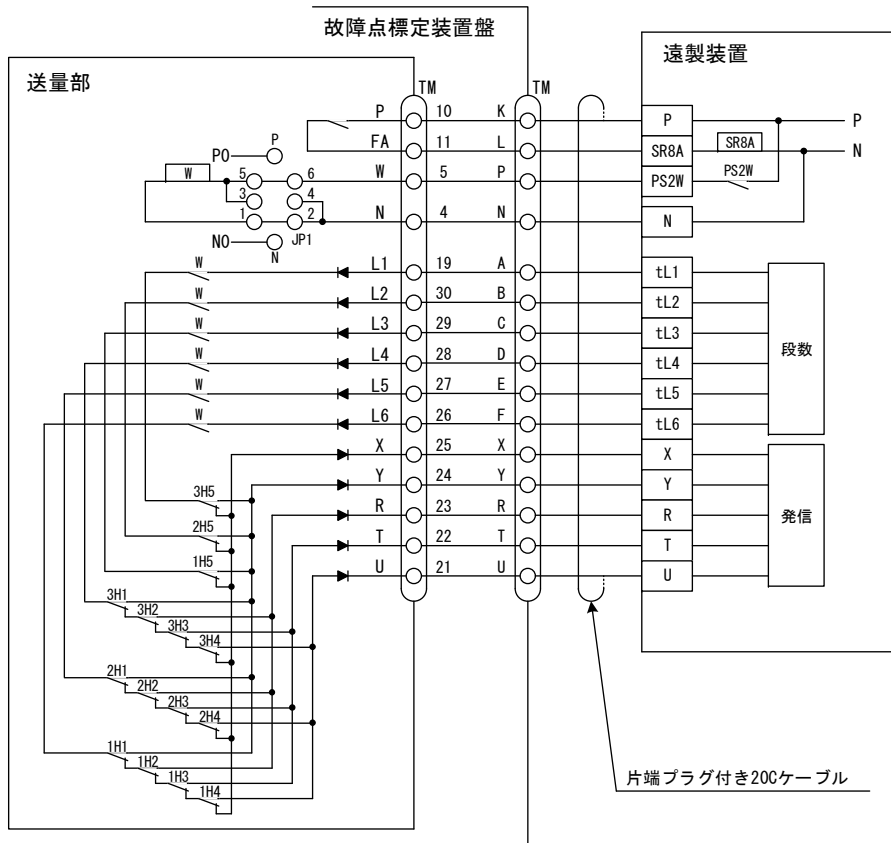 故障点標定装置盤
遠製装置
送量部
TM
TM
P 10 K P P
FA 11 L SR8A SR8A N
P0 P
W 5 6 W 5 P PS2W PS2W
3 4
1 2 N 4 N N
N0 N JP1
W L1 19 A tL1
W L2 30 B tL2
W L3 29 C tL3
段数
W L4 28 D tL4
W L5 27 E tL5
W L6 26 F tL6
X 25 X X
Y 24 Y Y
3H5 R 23 R R
発信
2H5 T 22 T T
1H5 U 21 U U
3H1
3H2
3H3
3H4
2H1
2H2
2H3
2H4
1H1
1H2
1H3
1H4
片端プラグ付き20Cケーブル